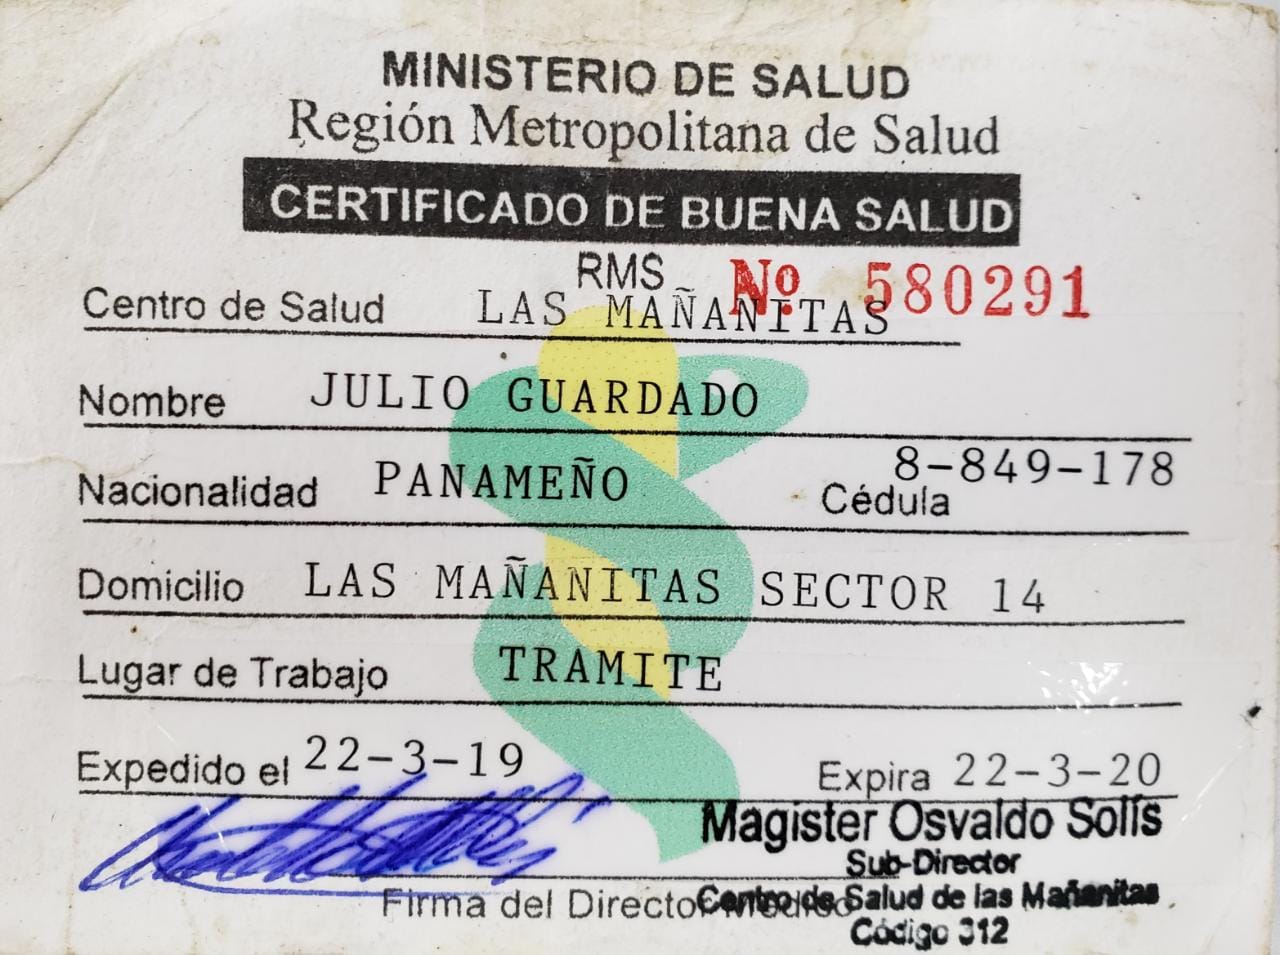 MINISTERIO DE SALUD
Región Metropolitana de Salud
CERTIFICADO DE BUENA SALUD
RMS Nº 580291
Centro de Salud LAS MAÑANITAS
Nombre JULIO GUARDADO
Nacionalidad PANAMEÑO Cédula 8-849-178
Domicilio LAS MAÑANITAS SECTOR 14
Lugar de Trabajo TRAMITE
Expedido el 22-3-19 Expira 22-3-20
Magister Osvaldo Solís
Sub-Director
Firma del Director Médico Centro de Salud de las Mañanitas
Código 312